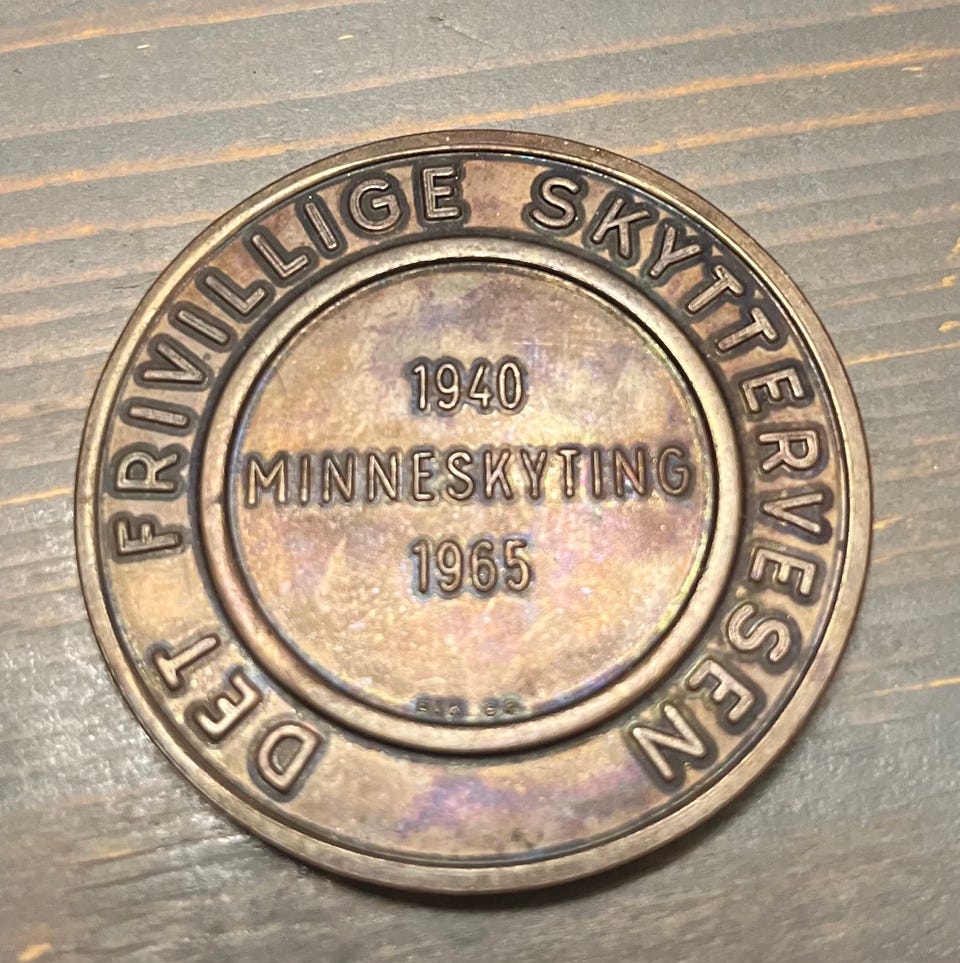 DET FRIVILLIGE SKYTTERVESEN
1940
MINNESKYTING
1965